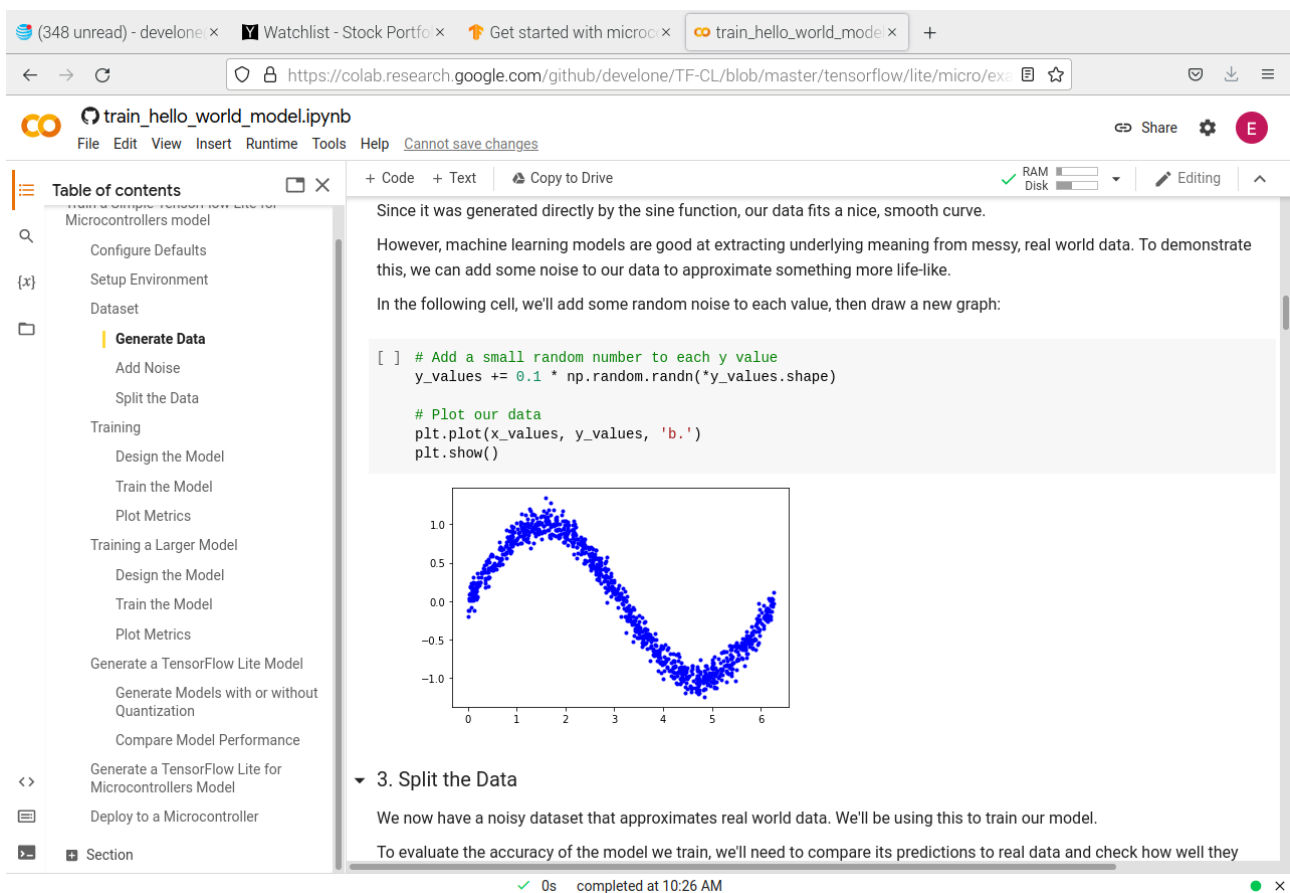 (348 unread) - develone
Watchlist - Stock Portfol
Get started with microco
train_hello_world_model
https://colab.research.google.com/github/develone/TF-CL/blob/master/tensorflow/lite/micro/exa
CO
train_hello_world_model.ipynb
File Edit View Insert Runtime Tools Help Cannot save changes
Share
E
Table of contents
+ Code + Text Copy to Drive
RAM
Disk
Editing
Train a Simple TensorFlow Lite for
Microcontrollers model
Configure Defaults
Setup Environment
Dataset
Generate Data
Add Noise
Split the Data
Training
Design the Model
Train the Model
Plot Metrics
Training a Larger Model
Design the Model
Train the Model
Plot Metrics
Generate a TensorFlow Lite Model
Generate Models with or without
Quantization
Compare Model Performance
Generate a TensorFlow Lite for
Microcontrollers Model
Deploy to a Microcontroller
Section
{x}
Since it was generated directly by the sine function, our data fits a nice, smooth curve.
However, machine learning models are good at extracting underlying meaning from messy, real world data. To demonstrate
this, we can add some noise to our data to approximate something more life-like.
In the following cell, we'll add some random noise to each value, then draw a new graph:
[ ] # Add a small random number to each y value
y_values += 0.1 * np.random.randn(*y_values.shape)
# Plot our data
plt.plot(x_values, y_values, 'b.')
plt.show()
1.0
0.5
0.0
−0.5
−1.0
0 1 2 3 4 5 6
3. Split the Data
We now have a noisy dataset that approximates real world data. We'll be using this to train our model.
To evaluate the accuracy of the model we train, we'll need to compare its predictions to real data and check how well they
0s completed at 10:26 AM